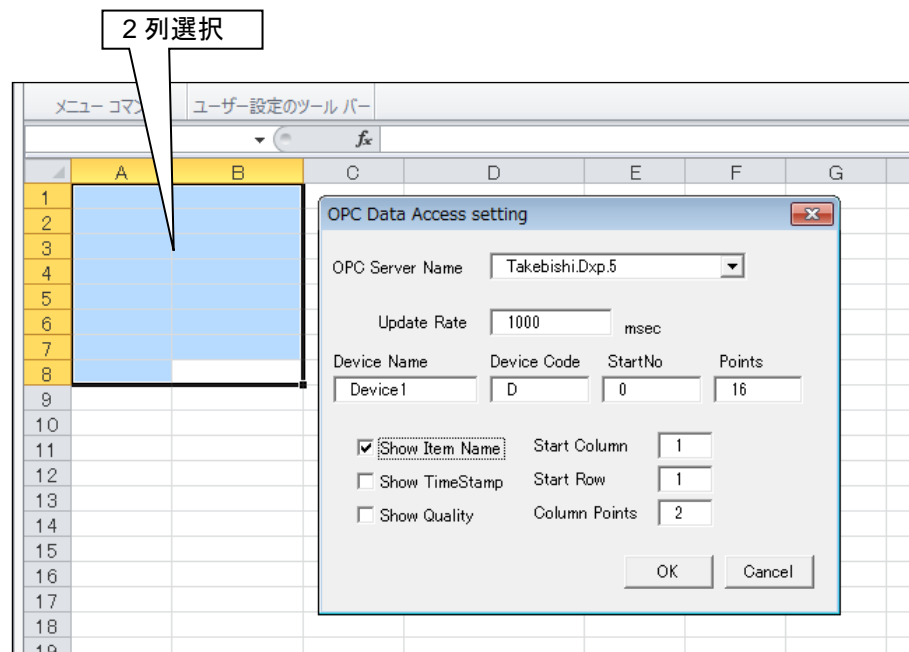 2 列選択
メニュー コマン
ユーザー設定のツール バー
fx
A B C D E F G
1
2
3
4
5
6
7
8
9
10
11
12
13
14
15
16
17
18
19
OPC Data Access setting
OPC Server Name Takebishi.Dxp.5
Update Rate 1000 msec
Device Name Device Code StartNo Points
Device1 D 0 16
Show Item Name Start Column 1
Show TimeStamp Start Row 1
Show Quality Column Points 2
OK Cancel